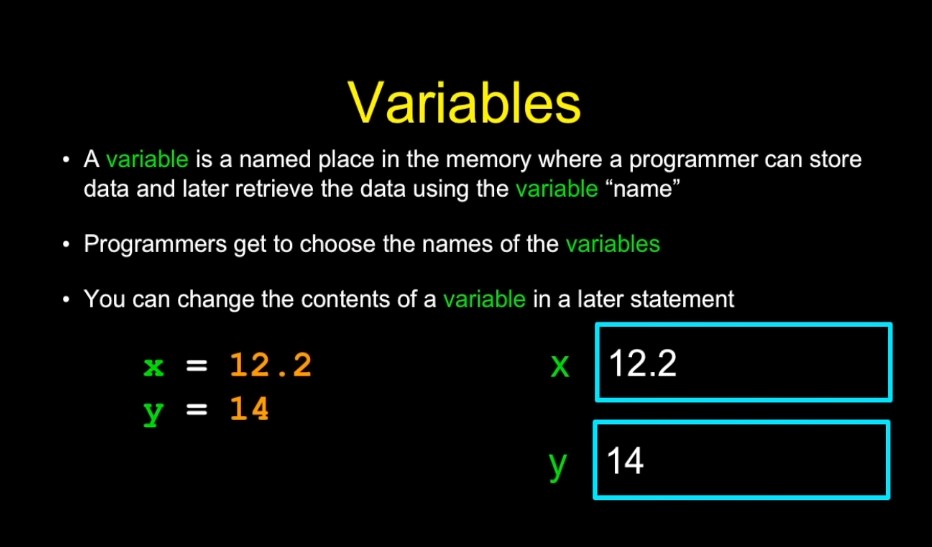 Variables
• A variable is a named place in the memory where a programmer can store
data and later retrieve the data using the variable “name”
• Programmers get to choose the names of the variables
• You can change the contents of a variable in a later statement
x = 12.2
y = 14
x 12.2
y 14